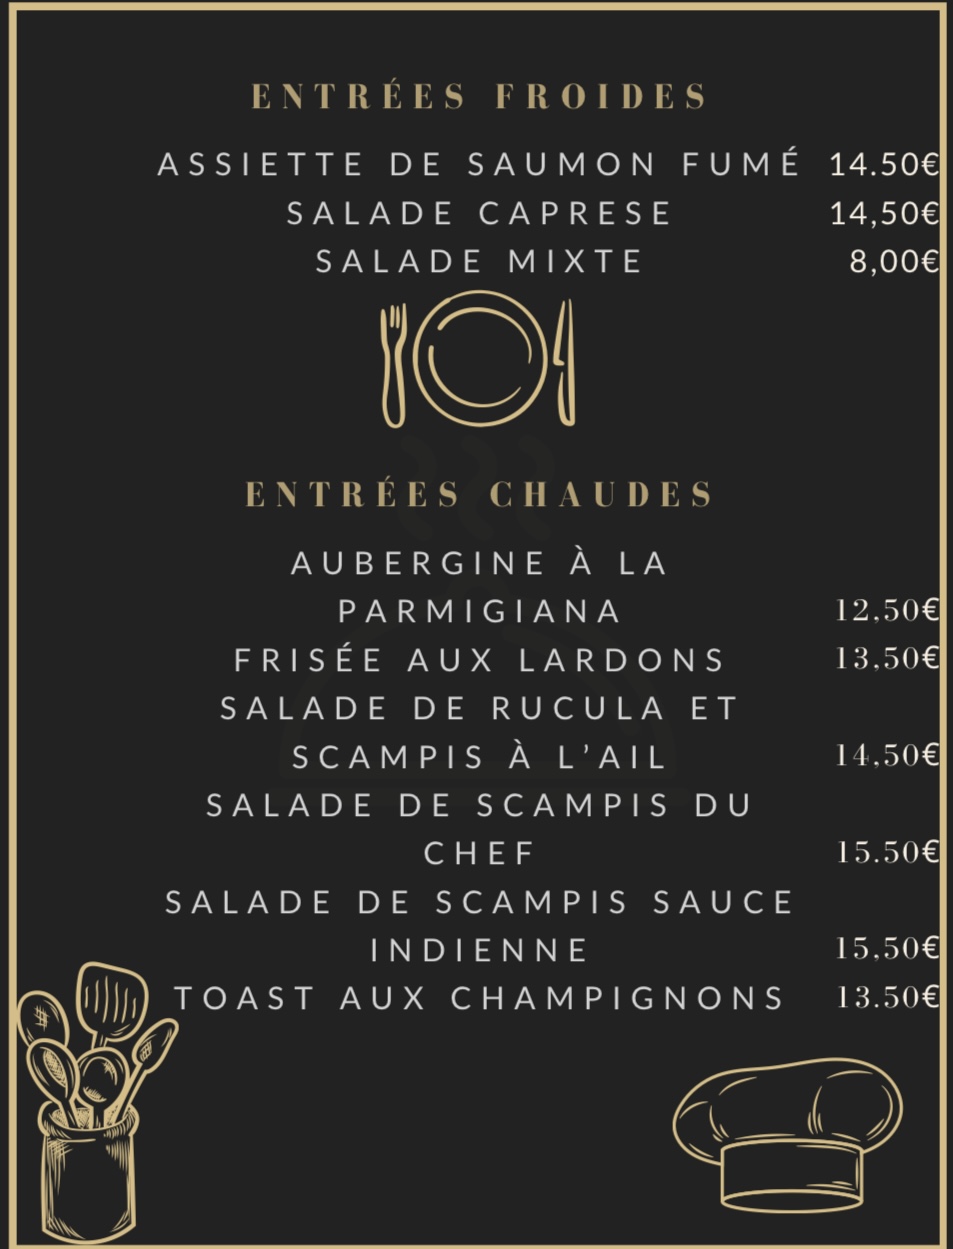 ENTRÉES FROIDES
ASSIETTE DE SAUMON FUMÉ 14.50€
SALADE CAPRESE 14,50€
SALADE MIXTE 8,00€
ENTRÉES CHAUDES
AUBERGINE À LA
PARMIGIANA 12,50€
FRISÉE AUX LARDONS 13,50€
SALADE DE RUCULA ET
SCAMPIS À L'AIL 14,50€
SALADE DE SCAMPIS DU
CHEF 15.50€
SALADE DE SCAMPIS SAUCE
INDIENNE 15,50€
TOAST AUX CHAMPIGNONS 13.50€